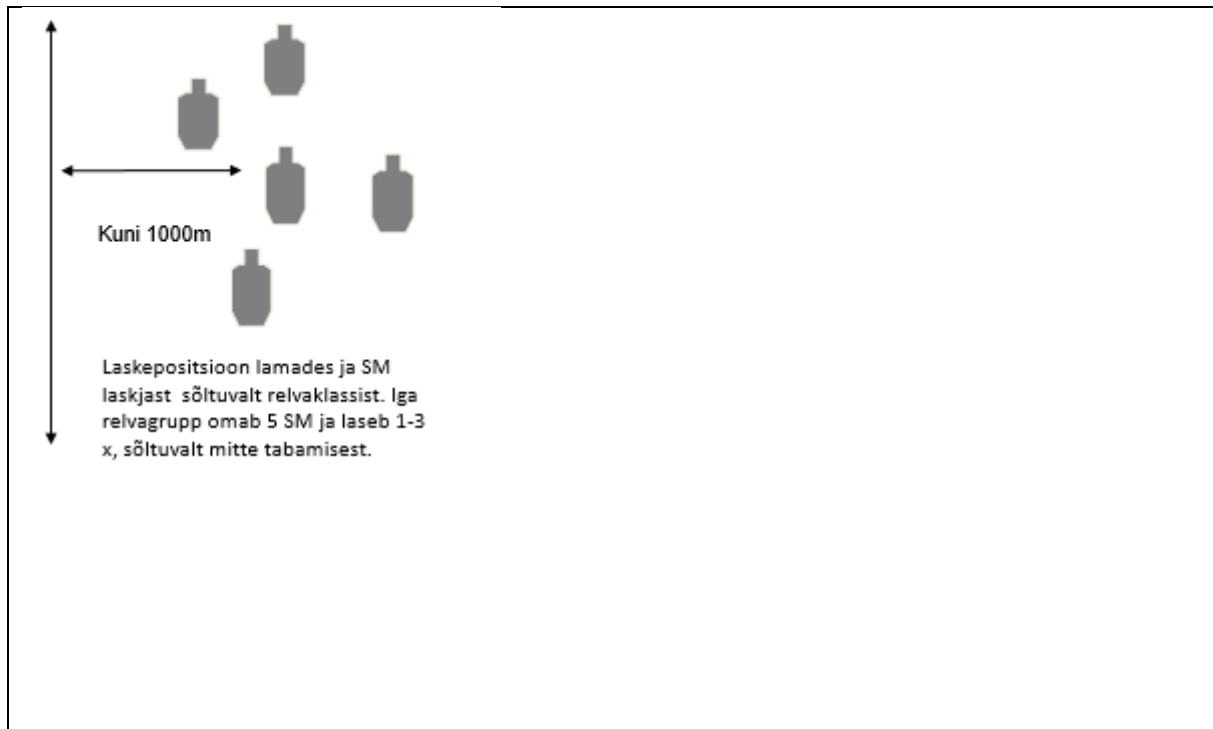 Kuni 1000m
Laskepositsioon lamades ja SM
laskjast sõltuvalt relvaklassist. Iga
relvagrupp omab 5 SM ja laseb 1-3
x, sõltuvalt mitte tabamisest.